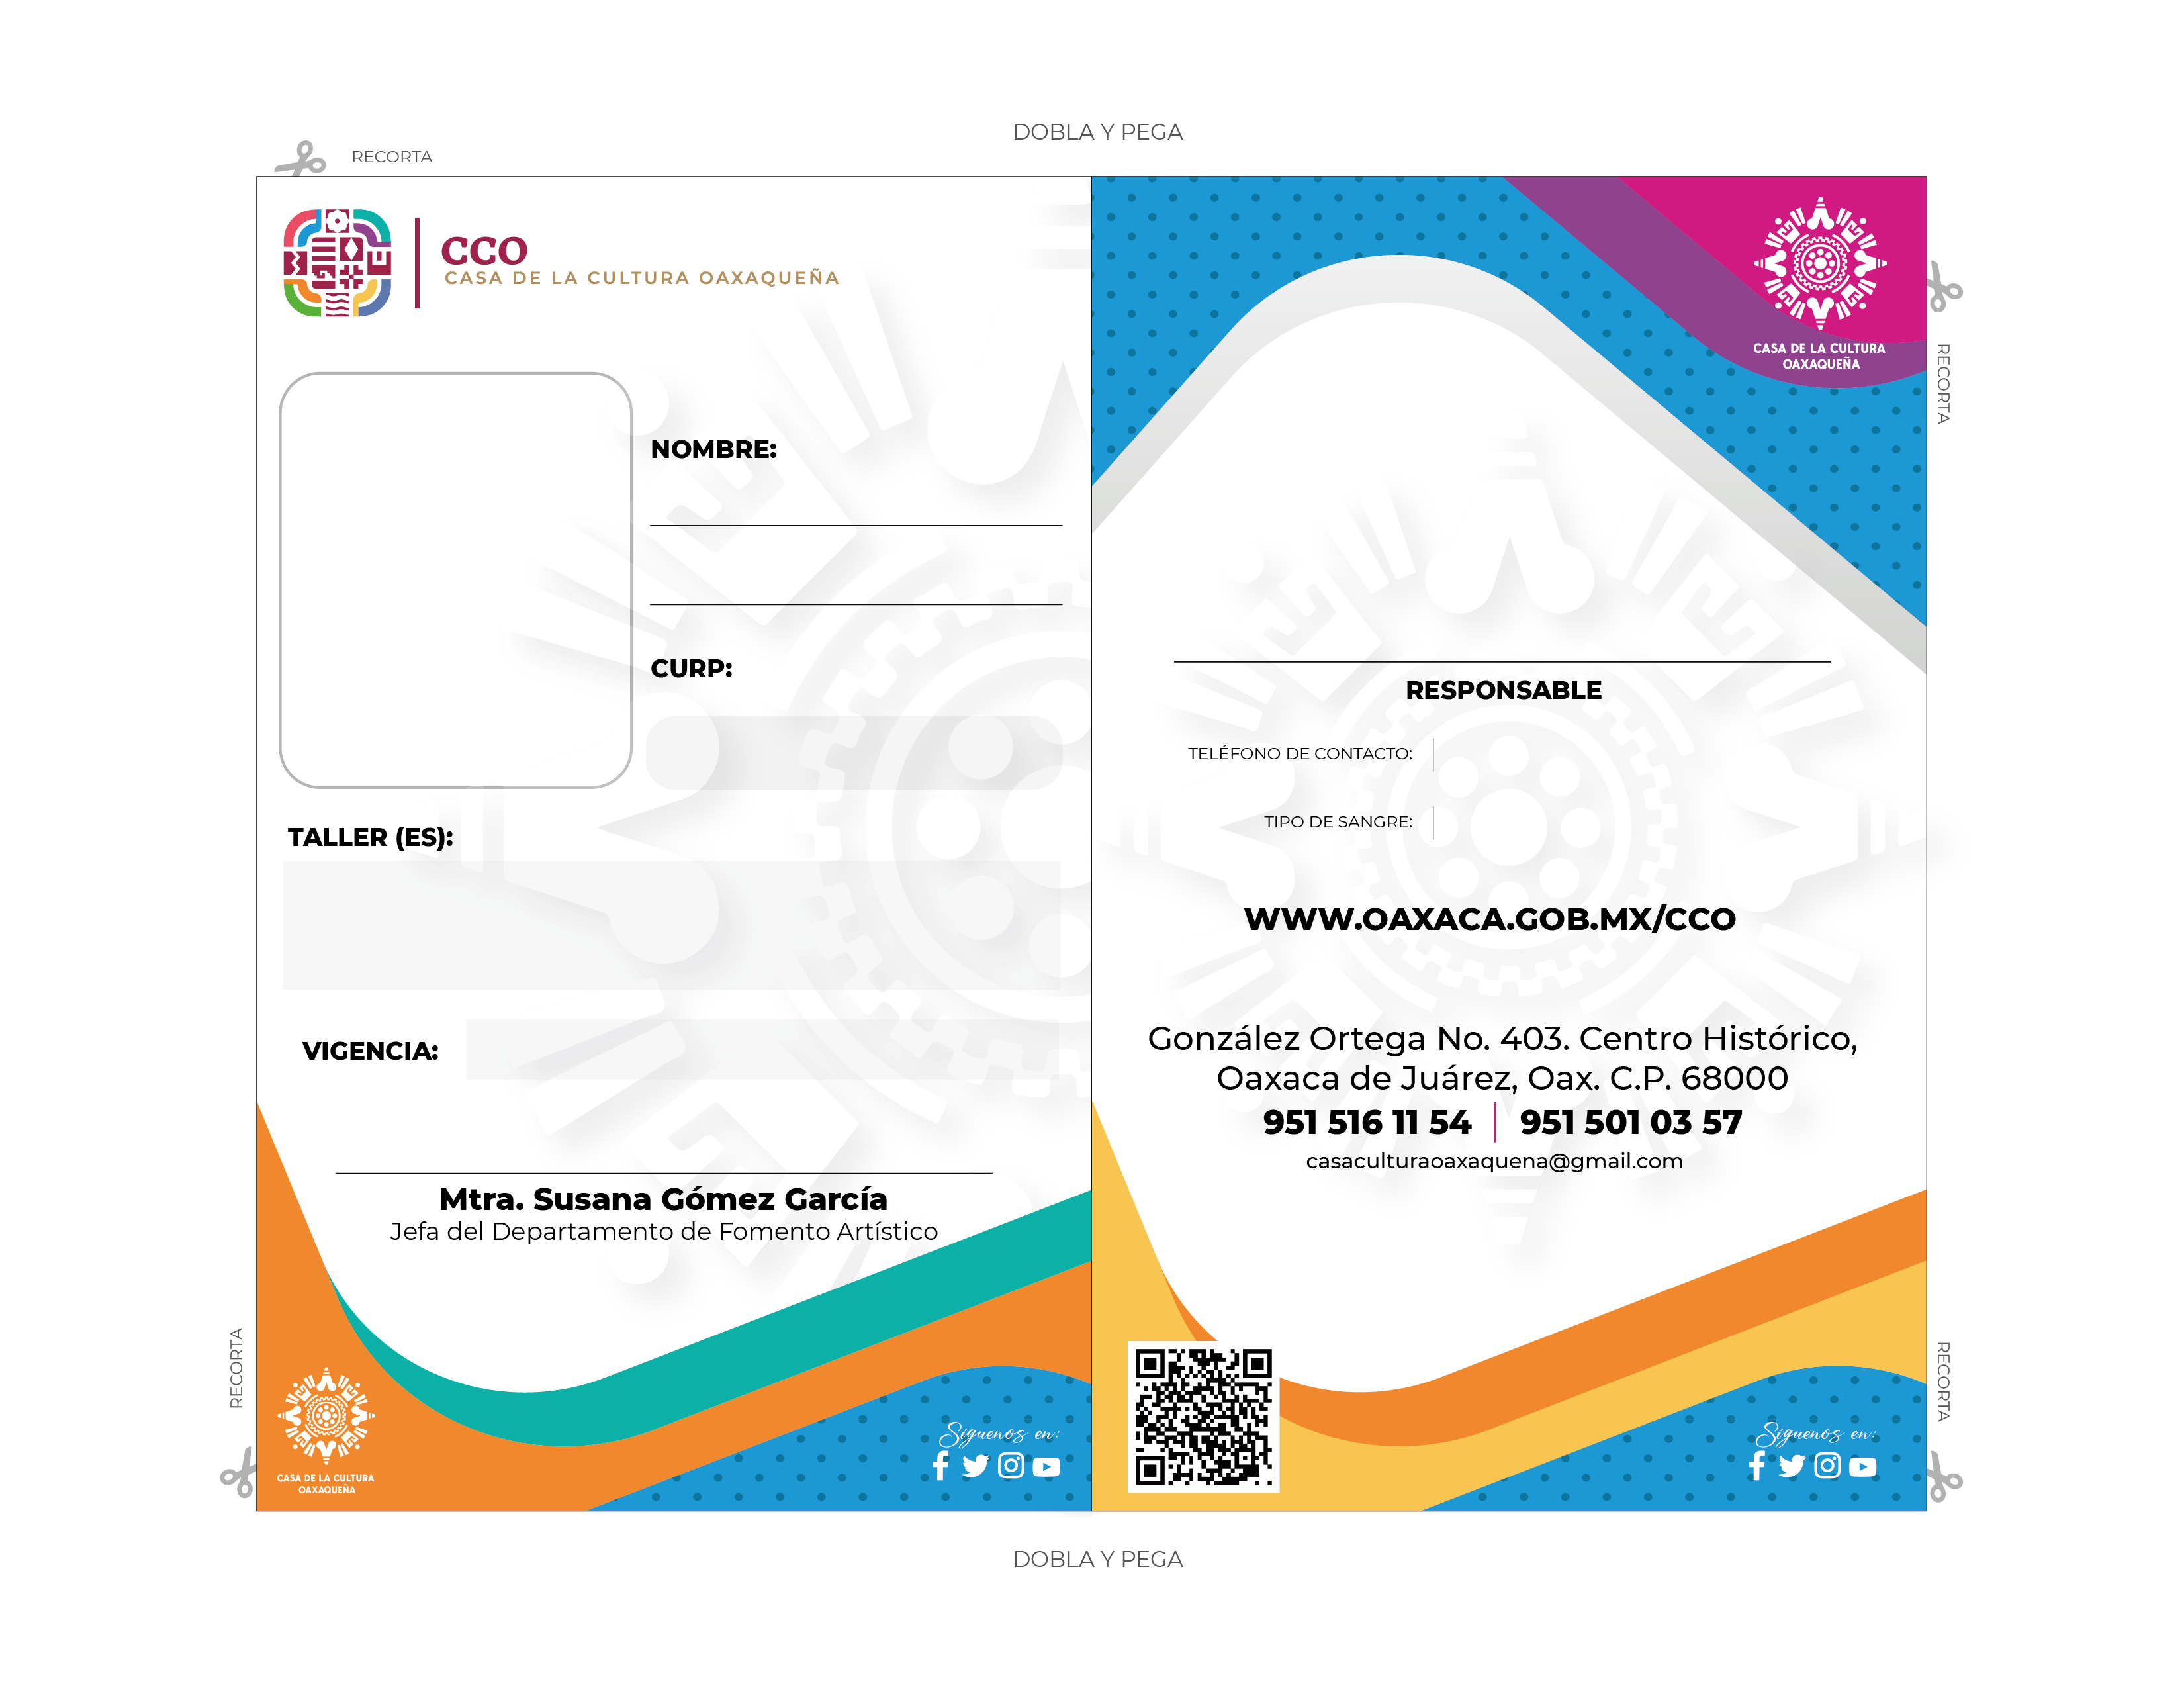 DOBLA Y PEGA
RECORTA
CCO
CASA DE LA CULTURA OAXAQUEÑA
NOMBRE:
CURP:
TALLER (ES):
VIGENCIA:
Mtra. Susana Gómez García
Jefa del Departamento de Fomento Artístico
RECORTA
CASA DE LA CULTURA
OAXAQUEÑA
Síguenos en:
CASA DE LA CULTURA
OAXAQUEÑA
RECORTA
RESPONSABLE
TELÉFONO DE CONTACTO:
TIPO DE SANGRE:
WWW.OAXACA.GOB.MX/CCO
González Ortega No. 403. Centro Histórico,
Oaxaca de Juárez, Oax. C.P. 68000
951 516 11 54 | 951 501 03 57
casaculturaoaxaquena@gmail.com
Síguenos en:
RECORTA
DOBLA Y PEGA